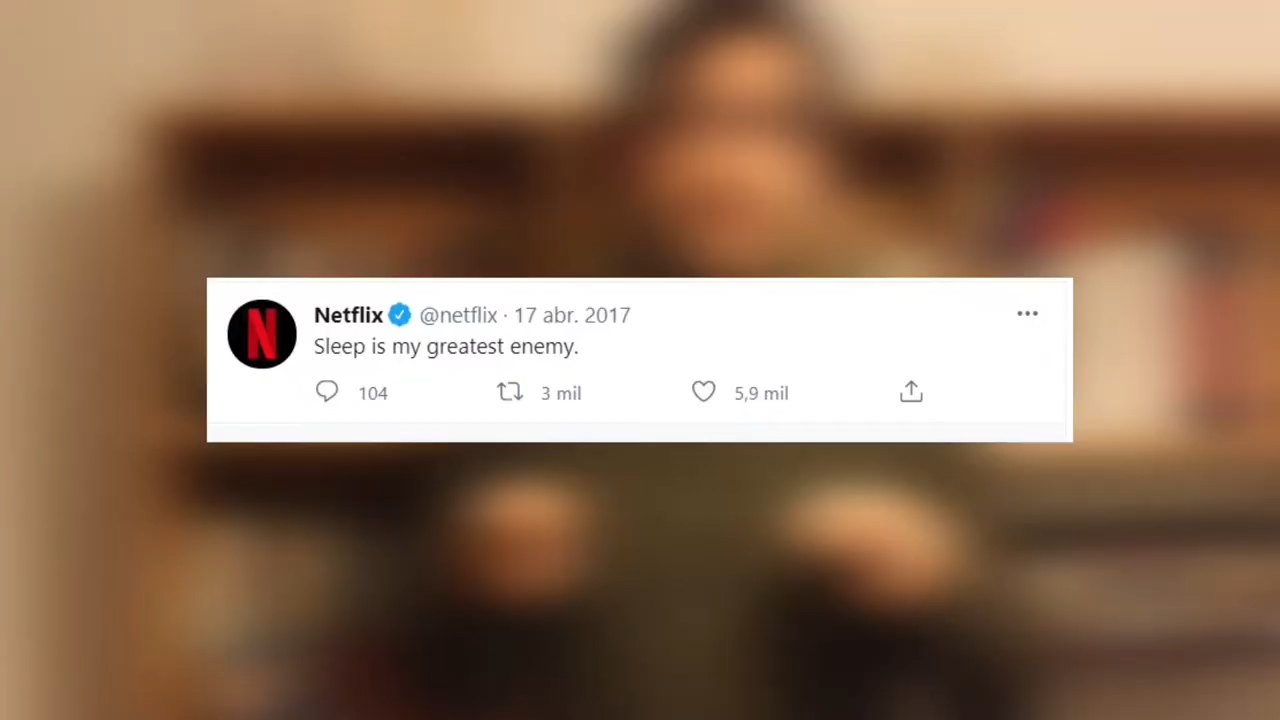 Netflix @netflix · 17 abr. 2017
Sleep is my greatest enemy.
104 3 mil 5,9 mil